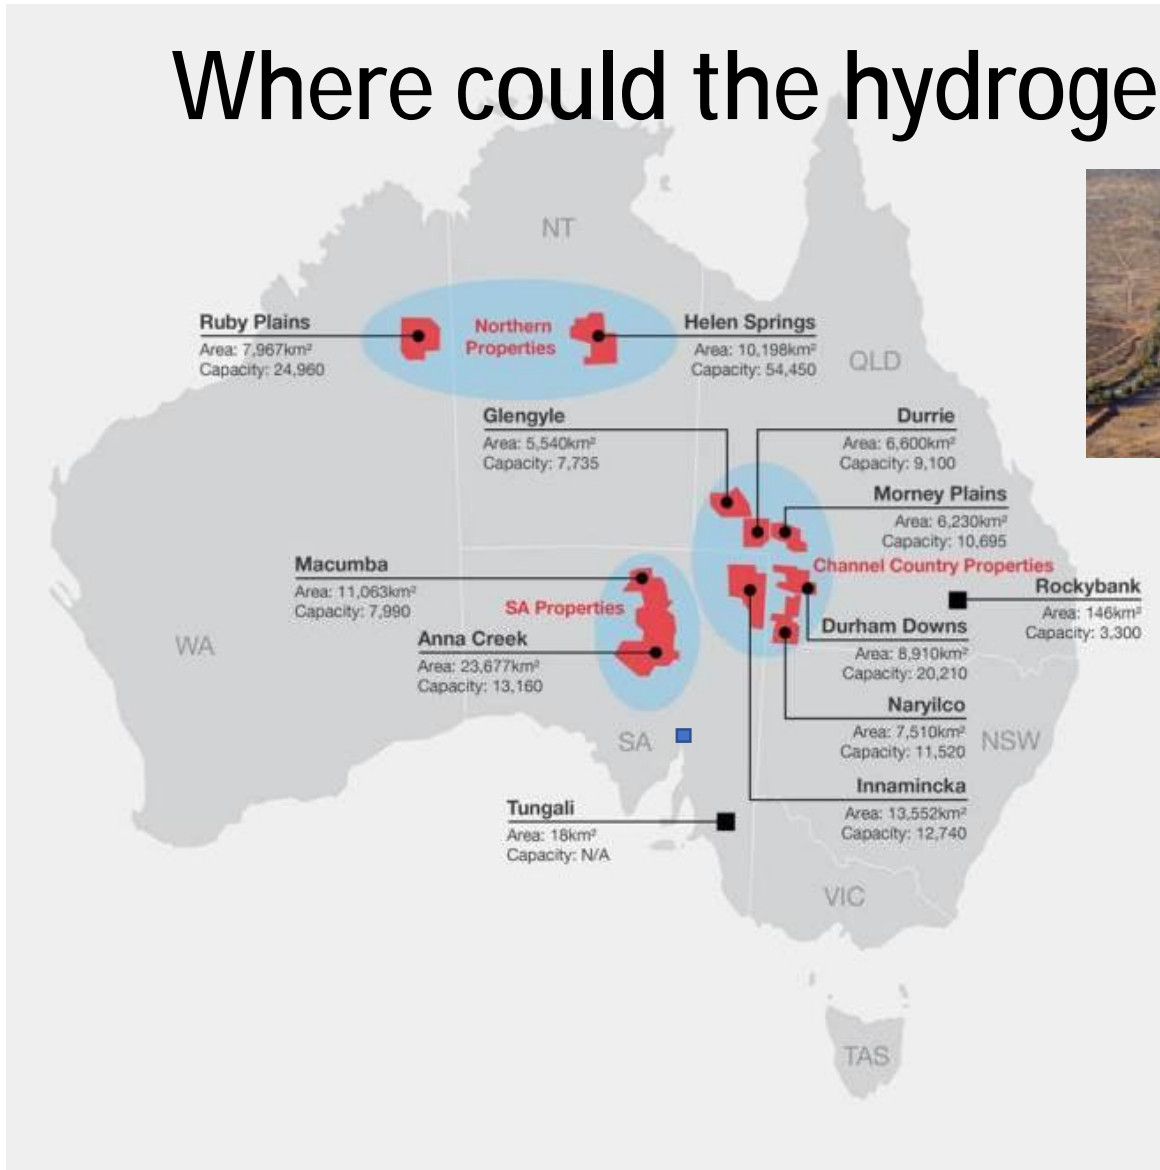 Where could the hydroge
NT
Ruby Plains
Area: 7,967km²
Capacity: 24,960
Northern
Properties
Helen Springs
Area: 10,198km²
Capacity: 54,450
QLD
Glengyle
Area: 5,540km²
Capacity: 7,735
Durrie
Area: 6,600km²
Capacity: 9,100
Morney Plains
Area: 6,230km²
Capacity: 10,695
Channel Country Properties
Macumba
Area: 11,063km²
Capacity: 7,990
SA Properties
Rockybank
Area: 146km²
Capacity: 3,300
WA
Anna Creek
Area: 23,677km²
Capacity: 13,160
Durham Downs
Area: 8,910km²
Capacity: 20,210
Naryilco
Area: 7,510km²
Capacity: 11,520
SA
NSW
Innamincka
Area: 13,552km²
Capacity: 12,740
Tungali
Area: 18km²
Capacity: N/A
VIC
TAS